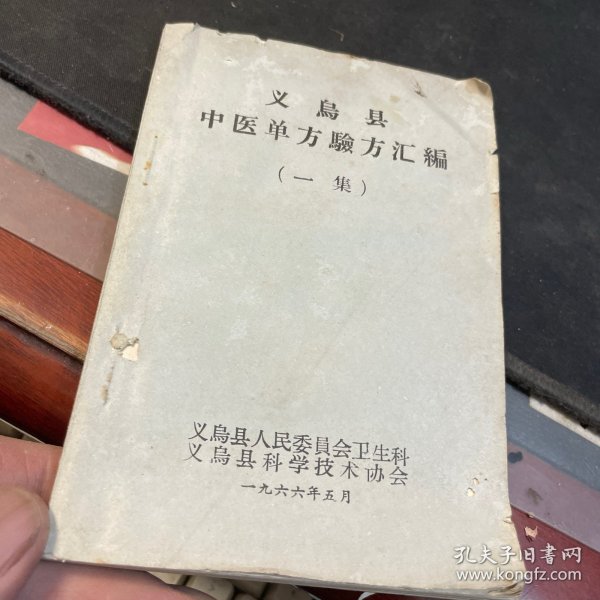 义烏县
中医单方驗方汇編
（一集）
义烏县人民委員会卫生科
义烏县科学技术协会
一九六六年五月
孔夫子旧书网
www.kongfz.com